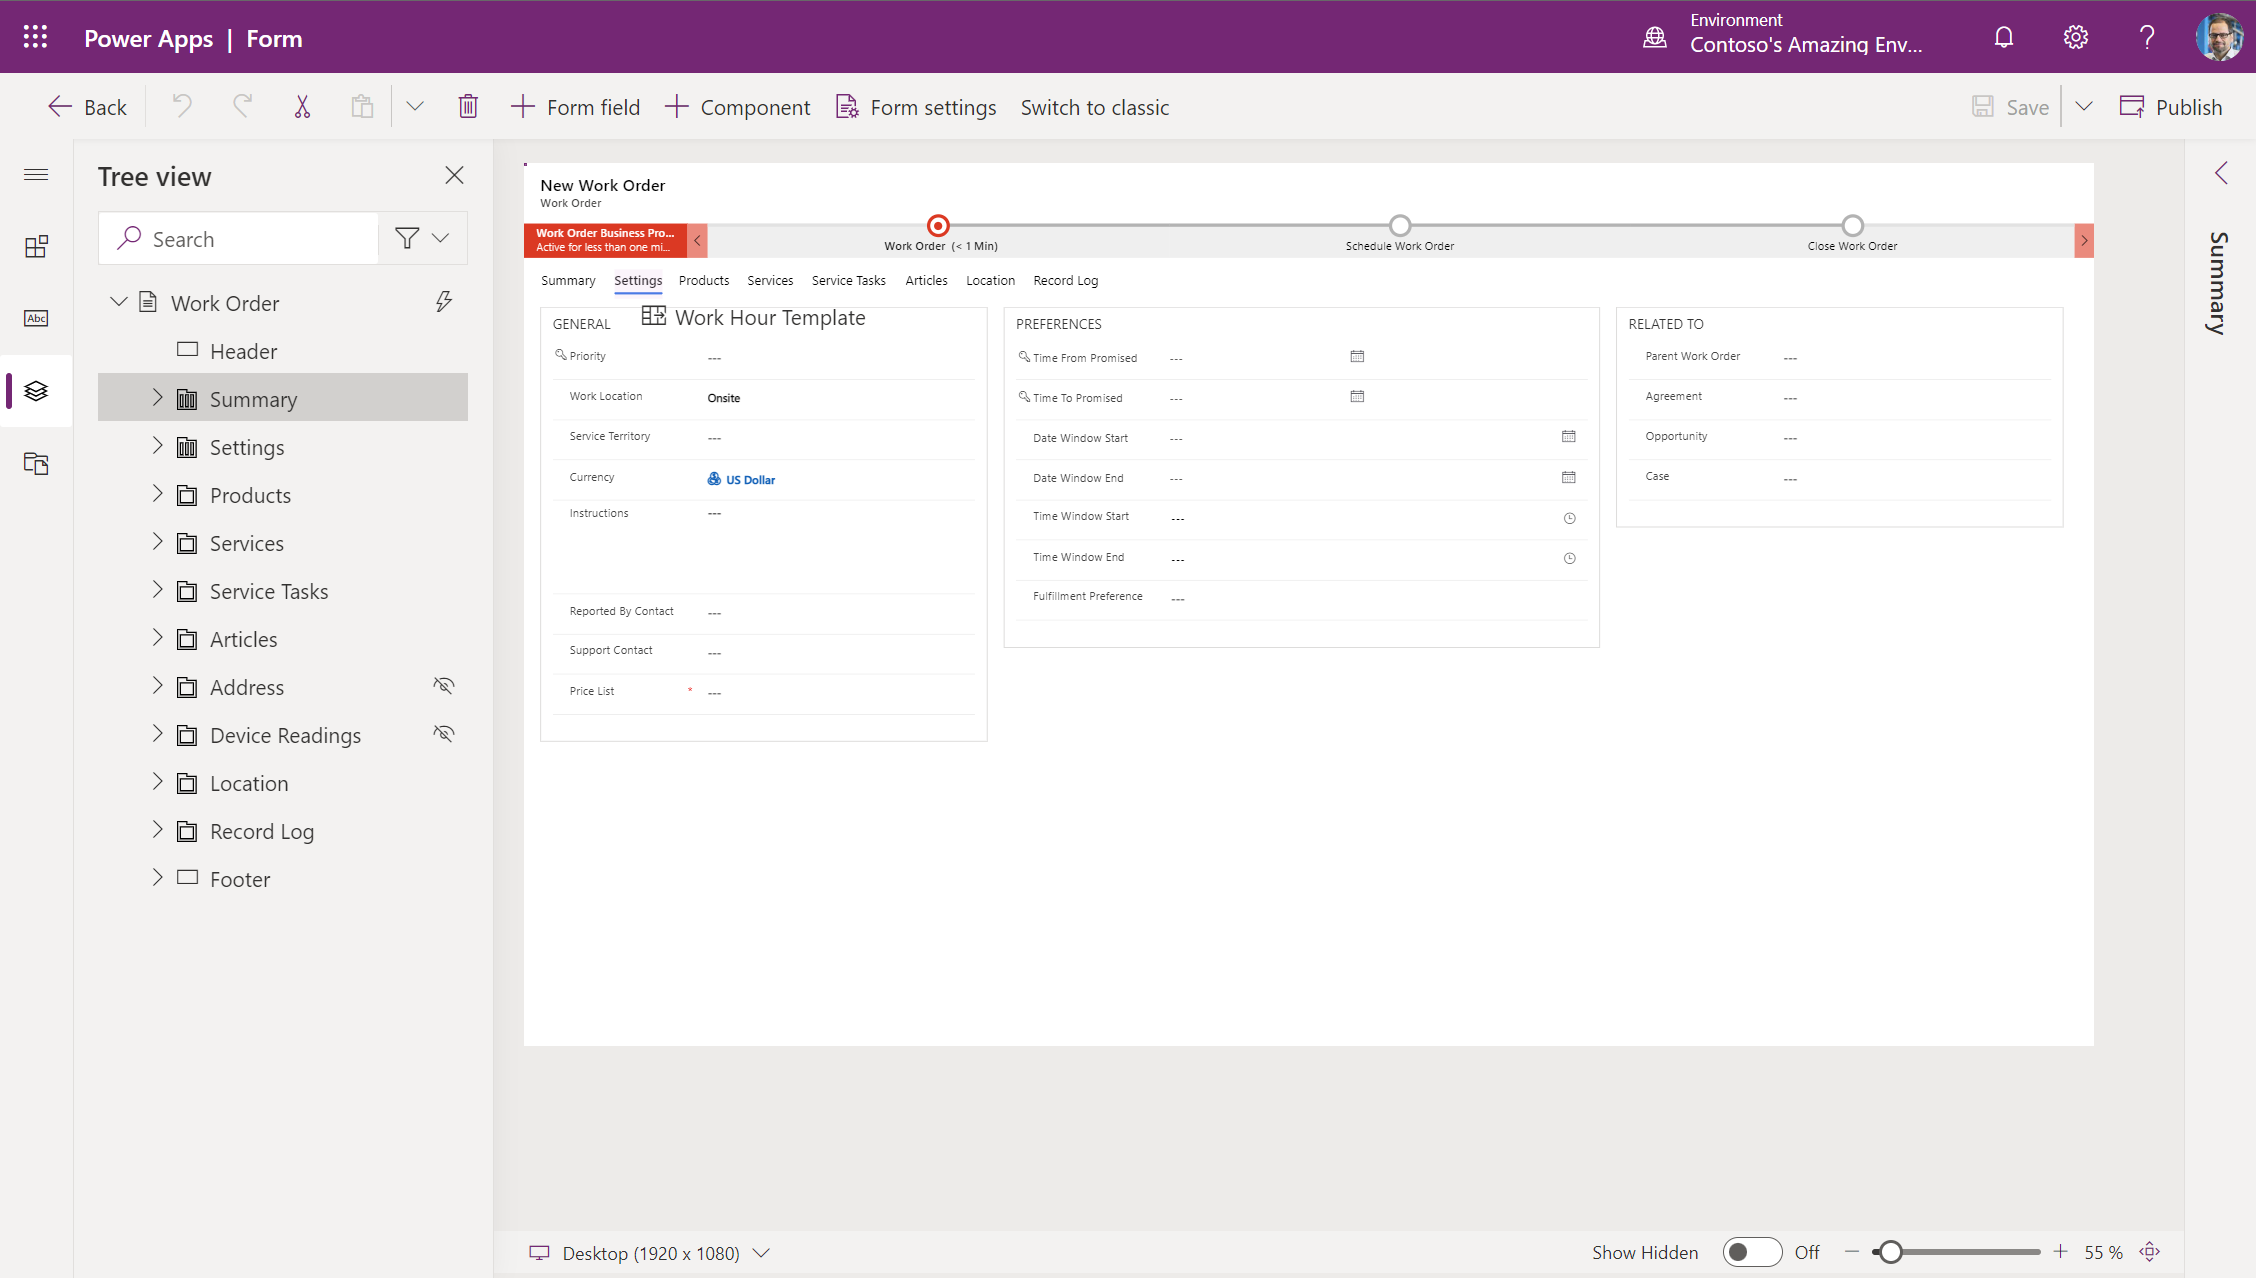 Power Apps | Form
Environment
Contoso's Amazing Env...
Back
Form field
Component
Form settings
Switch to classic
Save
Publish
Tree view
Search
Work Order
Header
Summary
Settings
Products
Services
Service Tasks
Articles
Address
Device Readings
Location
Record Log
Footer
Abc
New Work Order
Work Order
Work Order Business Pro...
Active for less than one mi...
Work Order (< 1 Min)
Schedule Work Order
Close Work Order
Summary Settings Products Services Service Tasks Articles Location Record Log
Work Hour Template
GENERAL
Priority ---
Work Location Onsite
Service Territory ---
Currency US Dollar
Instructions ---
Reported By Contact ---
Support Contact ---
Price List * ---
PREFERENCES
Time From Promised ---
Time To Promised ---
Date Window Start ---
Date Window End ---
Time Window Start ---
Time Window End ---
Fulfillment Preference ---
RELATED TO
Parent Work Order ---
Agreement ---
Opportunity ---
Case ---
Summary
Desktop (1920 x 1080)
Show Hidden Off
55 %